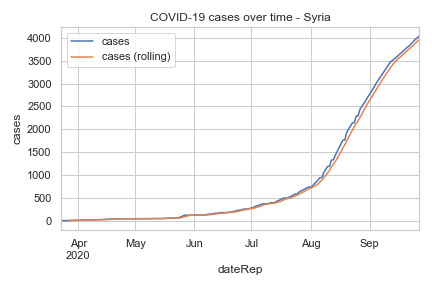 COVID-19 cases over time - Syria
cases
cases (rolling)
4000
3500
3000
2500
2000
1500
1000
500
0
cases
Apr
2020
May
Jun
Jul
Aug
Sep
dateRep